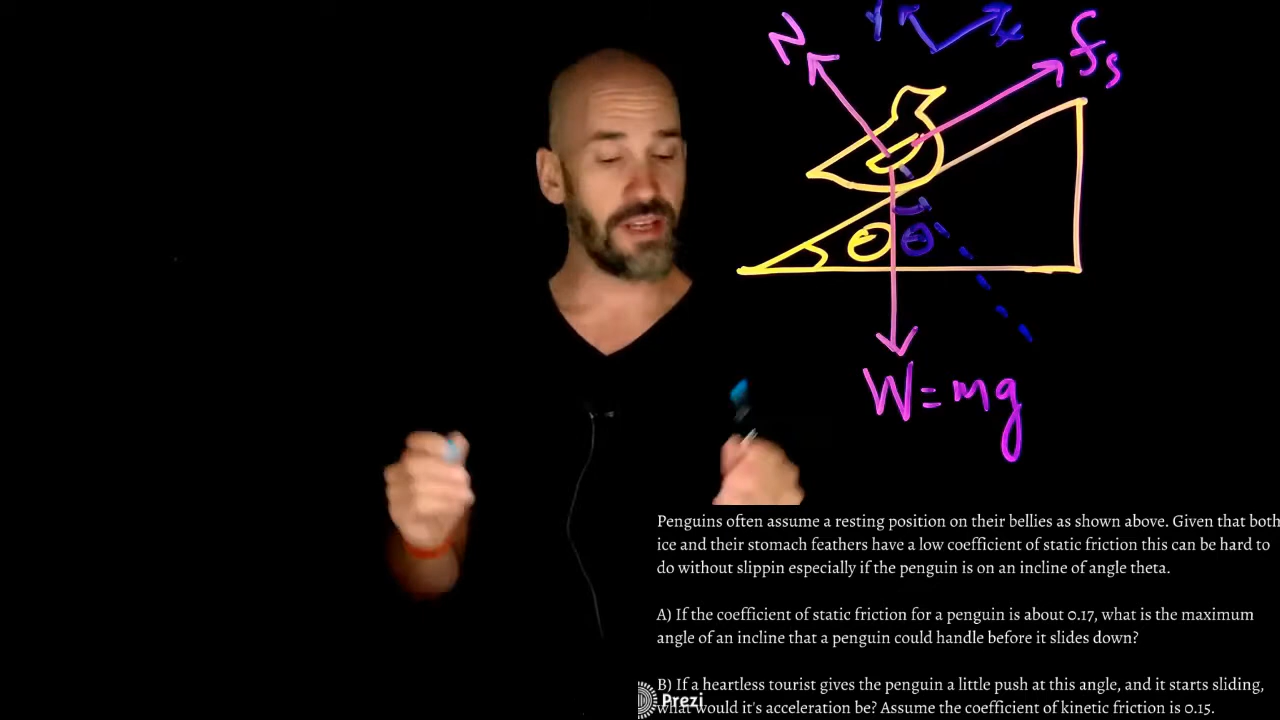 N
Y
x
fs
θ θ
W = mg
Penguins often assume a resting position on their bellies as shown above. Given that both
ice and their stomach feathers have a low coefficient of static friction this can be hard to
do without slippin especially if the penguin is on an incline of angle theta.
A) If the coefficient of static friction for a penguin is about 0.17, what is the maximum
angle of an incline that a penguin could handle before it slides down?
B) If a heartless tourist gives the penguin a little push at this angle, and it starts sliding,
what would it's acceleration be? Assume the coefficient of kinetic friction is 0.15.
Prezi